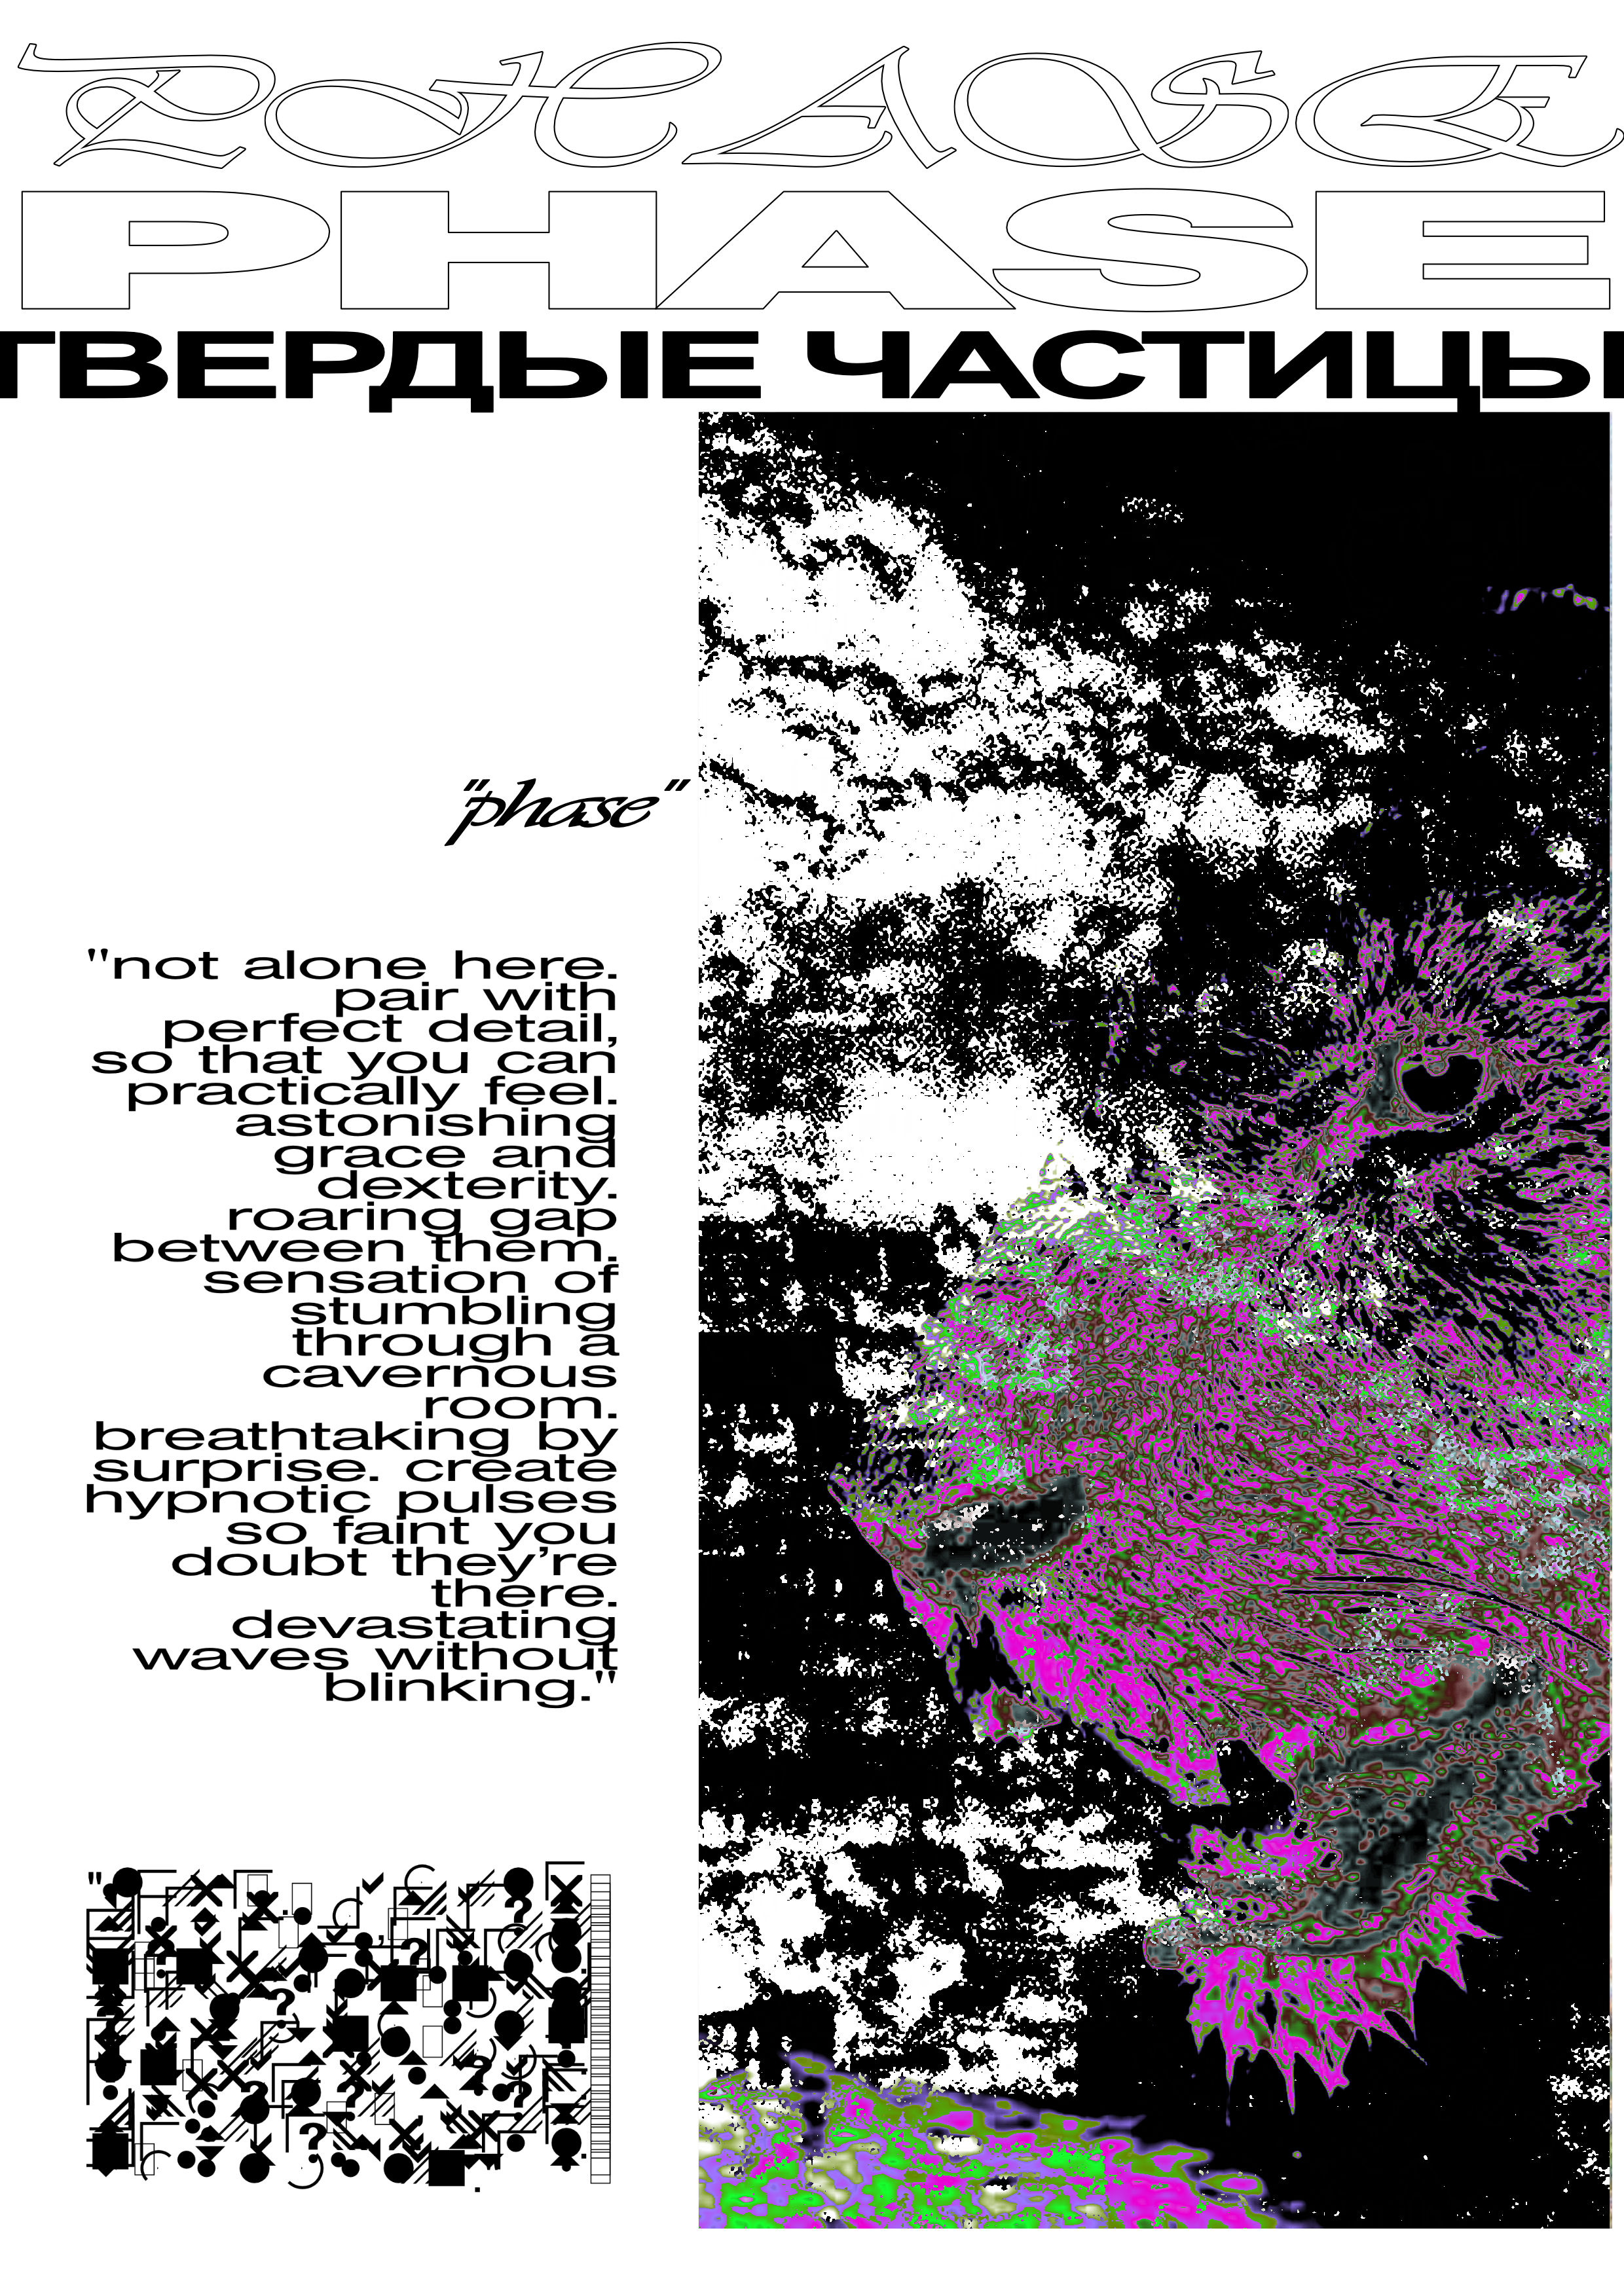 PHASE
PHASE
ТВЕРДЫЕ ЧАСТИЦЫ
"phase"
"not alone here.
pair with
perfect detail,
so that you can
practically feel.
astonishing
grace and
dexterity.
roaring gap
between them.
sensation of
stumbling
through a
cavernous
room.
breathtaking by
surprise. create
hypnotic pulses
so faint you
doubt they’re
there.
devastating
waves without
blinking."